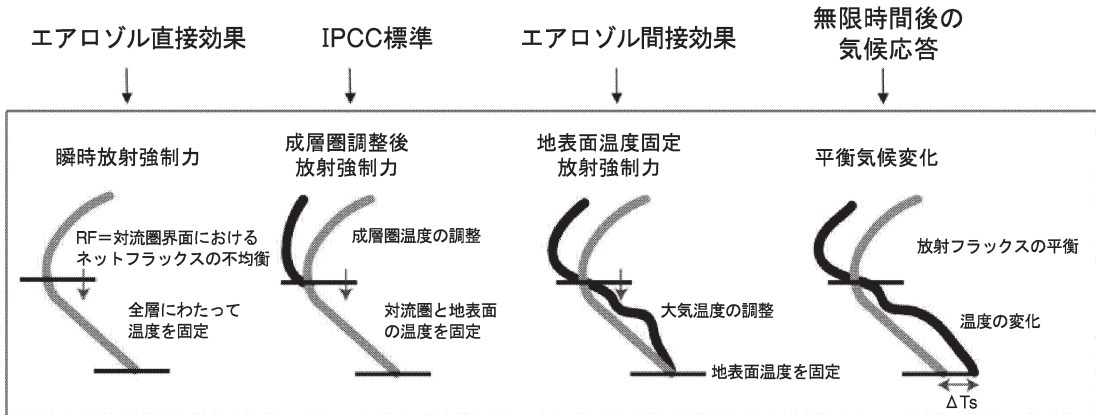 エアロゾル直接効果
IPCC標準
エアロゾル間接効果
無限時間後の
気候応答
瞬時放射強制力
RF＝対流圏界面における
ネットフラックスの不均衡
全層にわたって
温度を固定
成層圏調整後
放射強制力
成層圏温度の調整
対流圏と地表面
の温度を固定
地表面温度固定
放射強制力
大気温度の調整
地表面温度を固定
平衡気候変化
放射フラックスの平衡
温度の変化
ΔTs